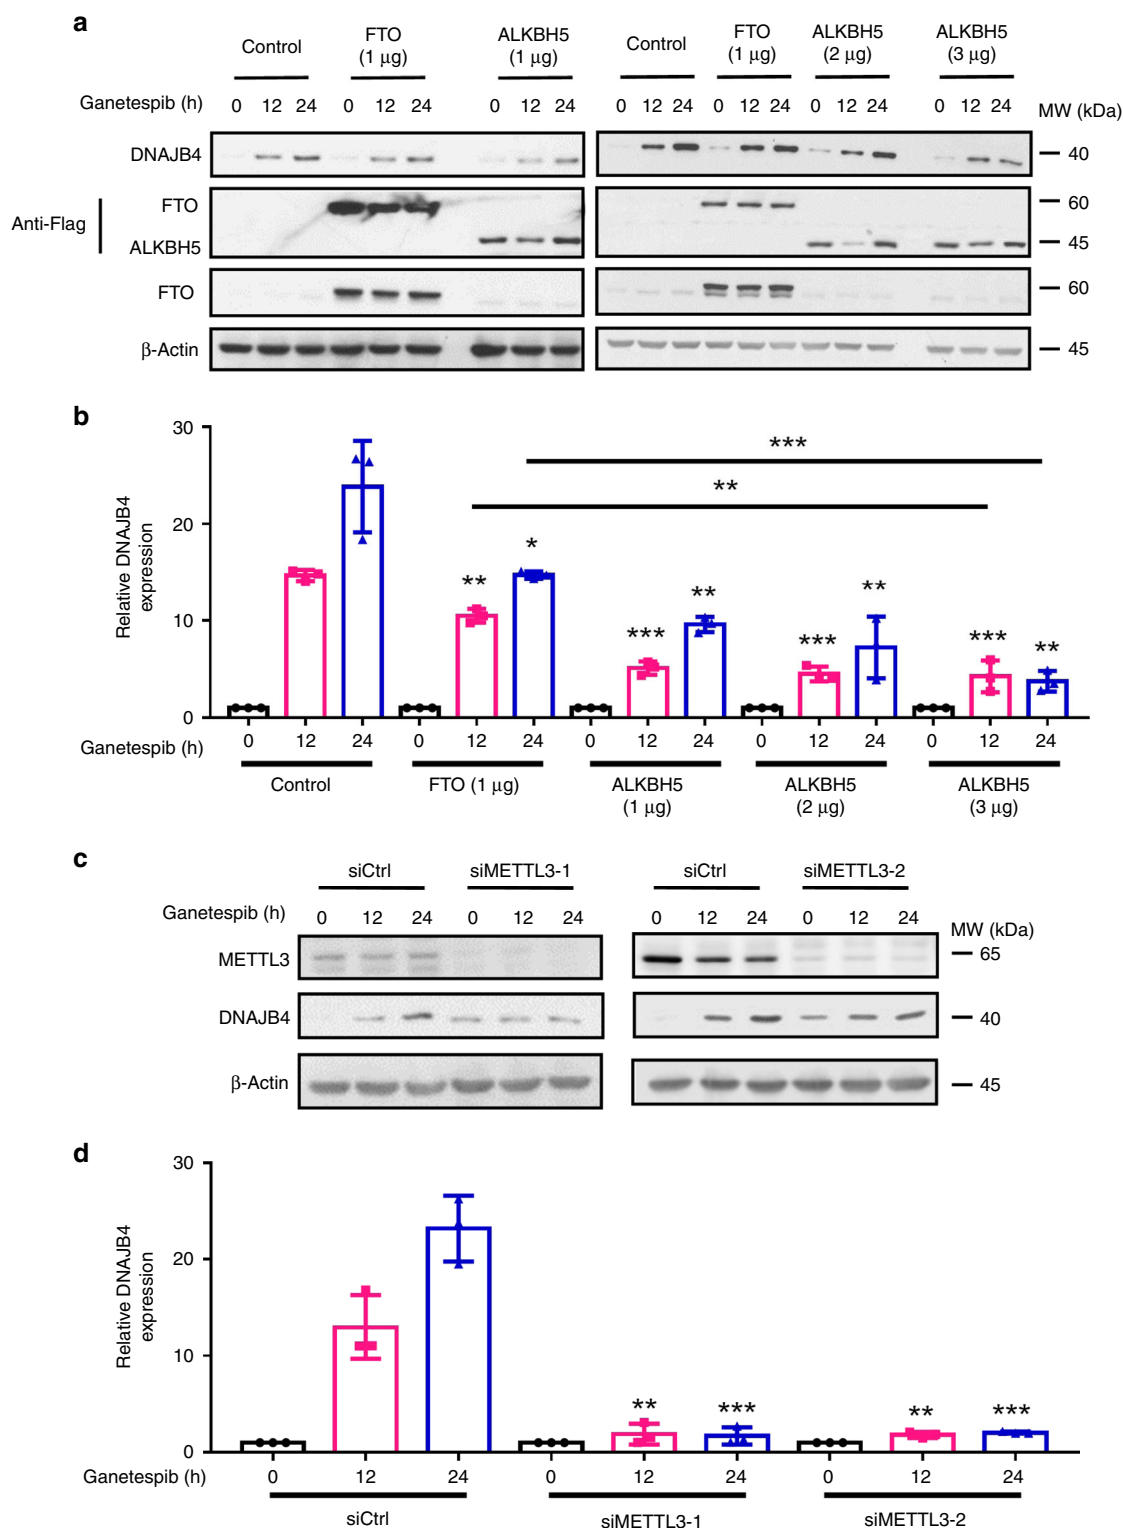 a
Control
FTO
(1 µg)
ALKBH5
(1 µg)
Control
FTO
(1 µg)
ALKBH5
(2 µg)
ALKBH5
(3 µg)
Ganetespib (h) 0 12 24 0 12 24 0 12 24 0 12 24 0 12 24 0 12 24 0 12 24 MW (kDa)
DNAJB4 40
Anti-Flag
FTO 60
ALKBH5 45
FTO 60
β-Actin 45
b
Relative DNAJB4
expression
30
20
10
0
***
**
** * *** ** *** ** *** **
Ganetespib (h) 0 12 24 0 12 24 0 12 24 0 12 24 0 12 24
Control
FTO (1 µg)
ALKBH5
(1 µg)
ALKBH5
(2 µg)
ALKBH5
(3 µg)
c
siCtrl siMETTL3-1 siCtrl siMETTL3-2
Ganetespib (h) 0 12 24 0 12 24 0 12 24 0 12 24
MW (kDa)
METTL3 65
DNAJB4 40
β-Actin 45
d
Relative DNAJB4
expression
30
20
10
0
** *** ** ***
Ganetespib (h) 0 12 24 0 12 24 0 12 24
siCtrl siMETTL3-1 siMETTL3-2